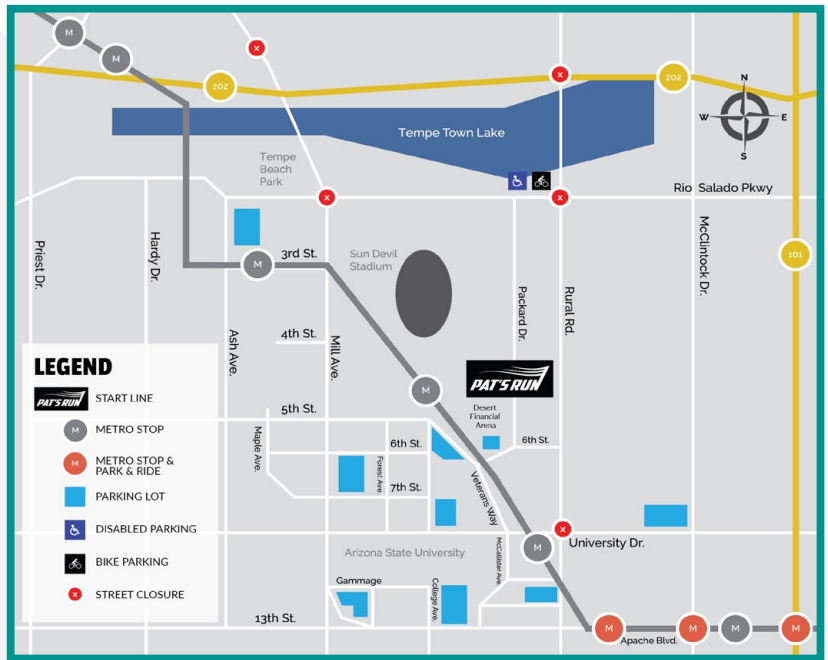 M
x
M
x
202
202
N
W
E
S
Tempe Town Lake
Tempe
Beach
Park
x
x
Rio Salado Pkwy
Priest Dr.
Hardy Dr.
3rd St.
M
Sun Devil
Stadium
McClintock Dr.
101
Packard Dr.
Rural Rd.
Ash Ave.
4th St.
Mill Ave.
M
PAT'S RUN
Desert
Financial
Arena
5th St.
Maple Ave.
6th St.
6th St.
Forest Ave.
7th St.
Veterans Way
x
M
University Dr.
Arizona State University
McCallister Ave.
Gammage
College Ave.
13th St.
M
M
M
M
Apache Blvd.
LEGEND
PAT'S RUN
START LINE
M
METRO STOP
M
METRO STOP &
PARK & RIDE
PARKING LOT
DISABLED PARKING
BIKE PARKING
x
STREET CLOSURE